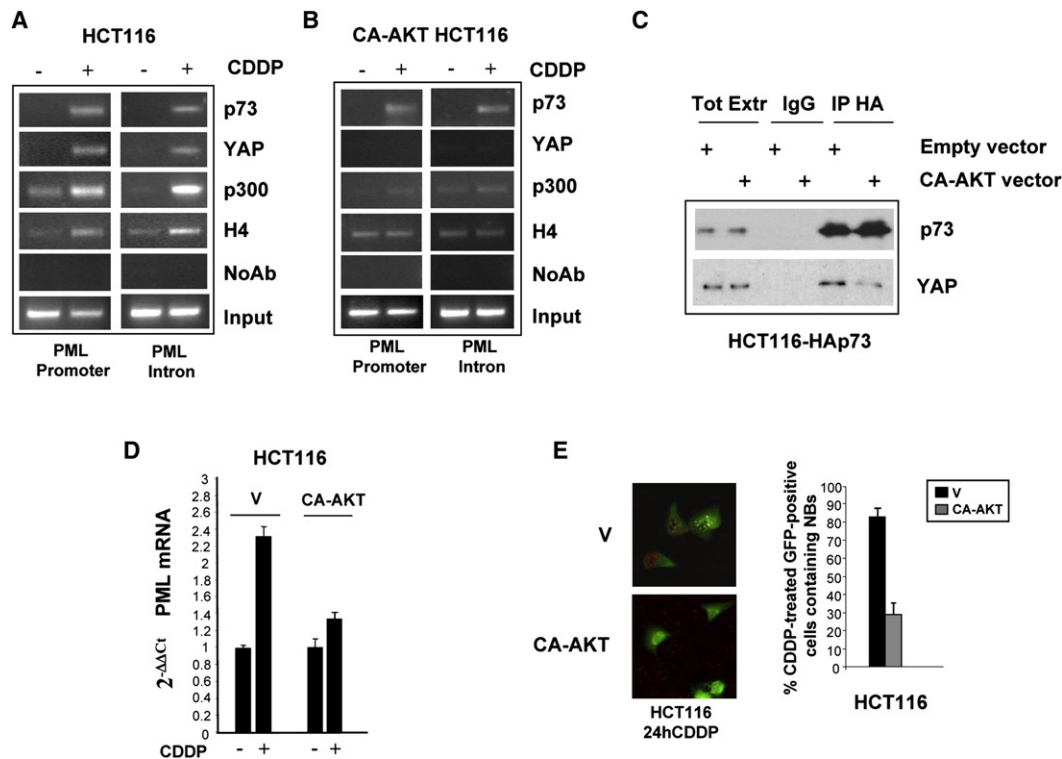 A
HCT116
- + - + CDDP
p73
YAP
p300
H4
NoAb
Input
PML Promoter
PML Intron
B
CA-AKT HCT116
- + - + CDDP
p73
YAP
p300
H4
NoAb
Input
PML Promoter
PML Intron
C
Tot Extr IgG IP HA
+ + + Empty vector
+ + + CA-AKT vector
p73
YAP
HCT116-HAp73
D
HCT116
V CA-AKT
2-ΔΔCt PML mRNA
3
2.8
2.6
2.4
2.2
2
1.8
1.6
1.4
1.2
1
0.8
0.6
0.4
0.2
0
CDDP - + - +
E
V
CA-AKT
HCT116
24hCDDP
% CDDP-treated GFP-positive
cells containing NBs
100
90
80
70
60
50
40
30
20
10
0
V
CA-AKT
HCT116